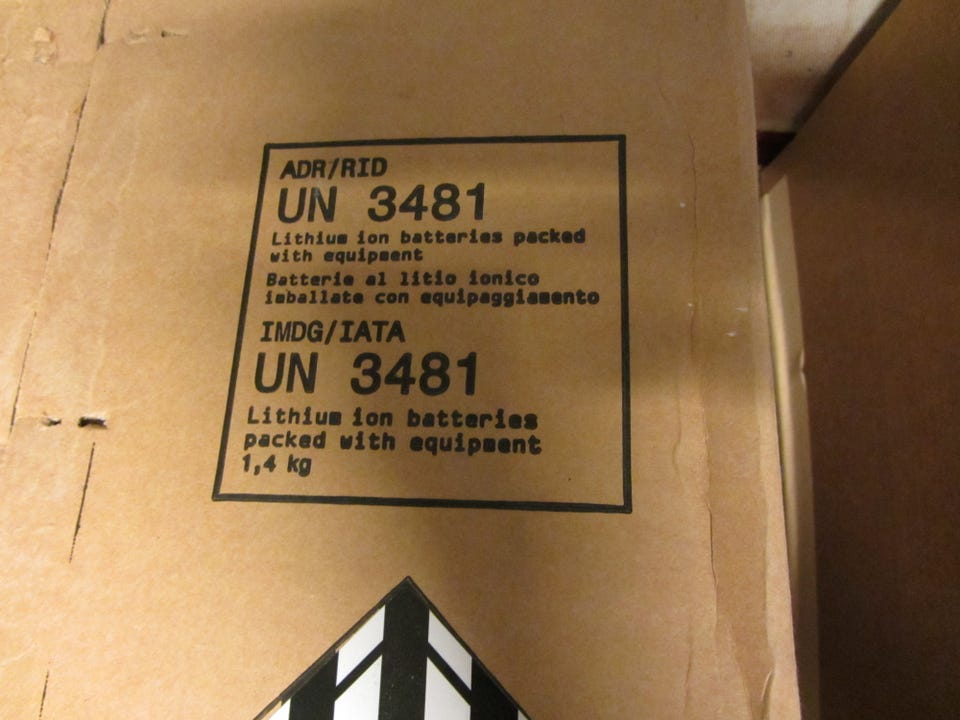 ADR/RID
UN 3481
Lithium ion batteries packed
with equipment
Batterie al litio ionico
imballate con equipaggiamento
IMDG/IATA
UN 3481
Lithium ion batteries
packed with equipment
1,4 kg